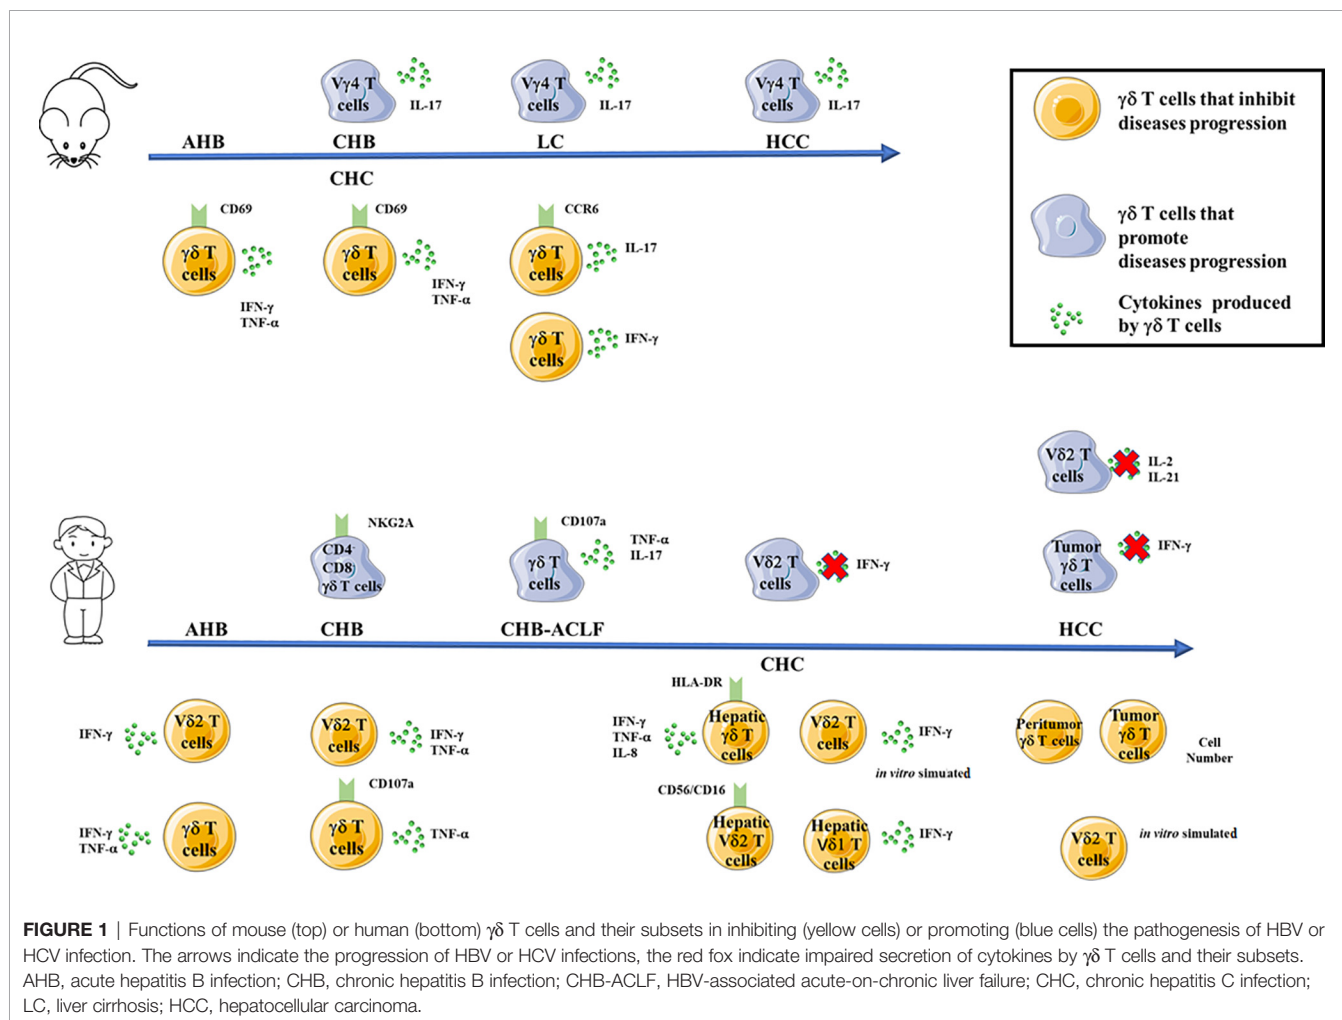 Vγ4 T
cells
IL-17
Vγ4 T
cells
IL-17
Vγ4 T
cells
IL-17
AHB
CHB
LC
HCC
CHC
CD69
γδ T
cells
IFN-γ
TNF-α
CD69
γδ T
cells
IFN-γ
TNF-α
CCR6
γδ T
cells
IL-17
γδ T
cells
IFN-γ
γδ T cells that inhibit
diseases progression
γδ T cells that
promote
diseases progression
Cytokines produced
by γδ T cells
NKG2A
CD4-
CD8
γδ T cells
CD107a
γδ T
cells
TNF-α
IL-17
Vδ2 T
cells
IFN-γ
Vδ2 T
cells
IL-2
IL-21
Tumor
γδ T
cells
IFN-γ
AHB
CHB
CHB-ACLF
HCC
CHC
IFN-γ
Vδ2 T
cells
IFN-γ
TNF-α
γδ T
cells
Vδ2 T
cells
IFN-γ
TNF-α
CD107a
γδ T
cells
TNF-α
HLA-DR
IFN-γ
TNF-α
IL-8
Hepatic
γδ T
cells
Vδ2 T
cells
IFN-γ
in vitro simuated
CD56/CD16
Hepatic
Vδ2 T
cells
Hepatic
Vδ1 T
cells
IFN-γ
Peritumor
γδ T cells
Tumor
γδ T
cells
Cell
Number
Vδ2 T
cells
in vitro simulated
FIGURE 1 | Functions of mouse (top) or human (bottom) γδ T cells and their subsets in inhibiting (yellow cells) or promoting (blue cells) the pathogenesis of HBV or
HCV infection. The arrows indicate the progression of HBV or HCV infections, the red fox indicate impaired secretion of cytokines by γδ T cells and their subsets.
AHB, acute hepatitis B infection; CHB, chronic hepatitis B infection; CHB-ACLF, HBV-associated acute-on-chronic liver failure; CHC, chronic hepatitis C infection;
LC, liver cirrhosis; HCC, hepatocellular carcinoma.